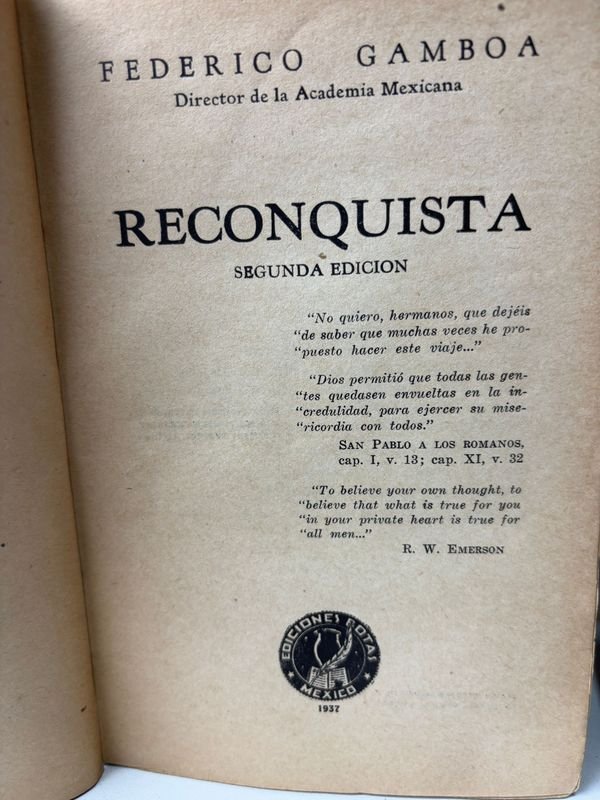 FEDERICO GAMBOA
Director de la Academia Mexicana
RECONQUISTA
SEGUNDA EDICION
"No quiero, hermanos, que dejéis
"de saber que muchas veces he pro-
"puesto hacer este viaje..."
"Dios permitió que todas las gen-
"tes quedasen envueltas en la in-
"credulidad, para ejercer su mise-
"ricordia con todos."
SAN PABLO A LOS ROMANOS,
cap. I, v. 13; cap. XI, v. 32
"To believe your own thought, to
"believe that what is true for you
"in your private heart is true for
"all men..."
R. W. EMERSON
EDICIONES BOTAS
MEXICO
1937